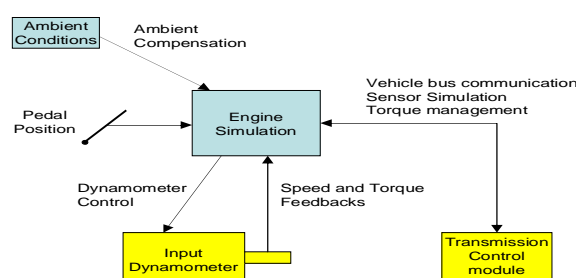 Ambient
Conditions
Ambient
Compensation
Vehicle bus communication
Sensor Simulation
Torque management
Pedal
Position
Engine
Simulation
Dynamometer
Control
Speed and Torque
Feedbacks
Input
Dynamometer
Transmission
Control
module